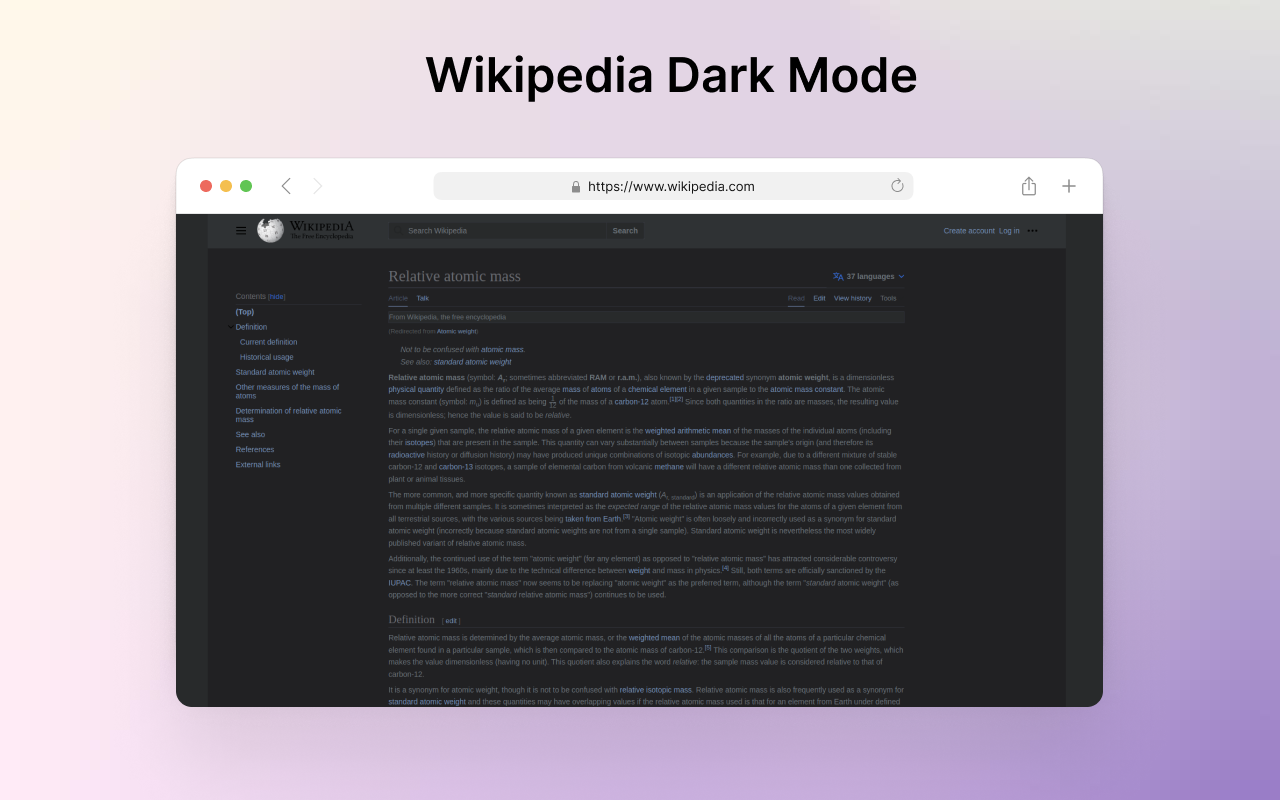 Wikipedia Dark Mode
https://www.wikipedia.com
WIKIPEDIA
The Free Encyclopedia
Search Wikipedia
Search
Create account Log in
Contents [hide]
(Top)
Definition
Current definition
Historical usage
Standard atomic weight
Other measures of the mass of
atoms
Determination of relative atomic
mass
See also
References
External links
Relative atomic mass
37 languages
Article Talk
Read Edit View history Tools
From Wikipedia, the free encyclopedia
(Redirected from Atomic weight)
Not to be confused with atomic mass.
See also: standard atomic weight
Relative atomic mass (symbol: Ar; sometimes abbreviated RAM or r.a.m.), also known by the deprecated synonym atomic weight, is a dimensionless
physical quantity defined as the ratio of the average mass of atoms of a chemical element in a given sample to the atomic mass constant. The atomic
mass constant (symbol: mu) is defined as being 1/12 of the mass of a carbon-12 atom.[1][2] Since both quantities in the ratio are masses, the resulting value
is dimensionless; hence the value is said to be relative.
For a single given sample, the relative atomic mass of a given element is the weighted arithmetic mean of the masses of the individual atoms (including
their isotopes) that are present in the sample. This quantity can vary substantially between samples because the sample's origin (and therefore its
radioactive history or diffusion history) may have produced unique combinations of isotopic abundances. For example, due to a different mixture of stable
carbon-12 and carbon-13 isotopes, a sample of elemental carbon from volcanic methane will have a different relative atomic mass than one collected from
plant or animal tissues.
The more common, and more specific quantity known as standard atomic weight (Ar, standard) is an application of the relative atomic mass values obtained
from multiple different samples. It is sometimes interpreted as the expected range of the relative atomic mass values for the atoms of a given element from
all terrestrial sources, with the various sources being taken from Earth.[3] "Atomic weight" is often loosely and incorrectly used as a synonym for standard
atomic weight (incorrectly because standard atomic weights are not from a single sample). Standard atomic weight is nevertheless the most widely
published variant of relative atomic mass.
Additionally, the continued use of the term "atomic weight" (for any element) as opposed to "relative atomic mass" has attracted considerable controversy
since at least the 1960s, mainly due to the technical difference between weight and mass in physics.[4] Still, both terms are officially sanctioned by the
IUPAC. The term "relative atomic mass" now seems to be replacing "atomic weight" as the preferred term, although the term "standard atomic weight" (as
opposed to the more correct "standard relative atomic mass") continues to be used.
Definition [ edit ]
Relative atomic mass is determined by the average atomic mass, or the weighted mean of the atomic masses of all the atoms of a particular chemical
element found in a particular sample, which is then compared to the atomic mass of carbon-12.[5] This comparison is the quotient of the two weights, which
makes the value dimensionless (having no unit). This quotient also explains the word relative: the sample mass value is considered relative to that of
carbon-12.
It is a synonym for atomic weight, though it is not to be confused with relative isotopic mass. Relative atomic mass is also frequently used as a synonym for
standard atomic weight and these quantities may have overlapping values if the relative atomic mass used is that for an element from Earth under defined